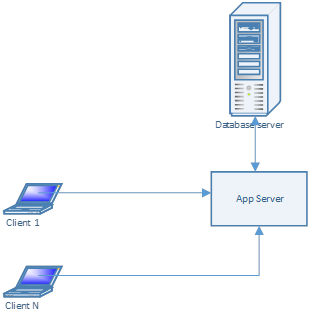 Database server
App Server
Client 1
Client N